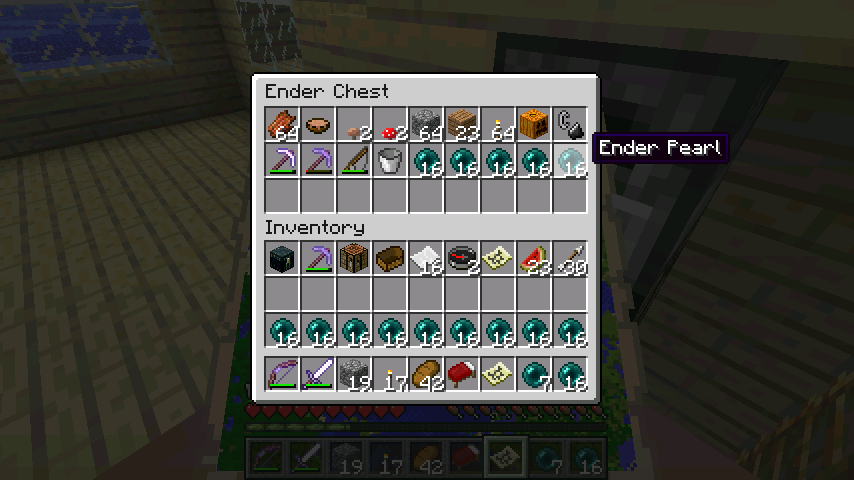 Ender Chest
64 2 2 64 23 64
Ender Pearl
16 16 16 16 16
Inventory
16 2 23 30
16 16 16 16 16 16 16 16 16
19 17 42 7 16
19 17 42 7 16